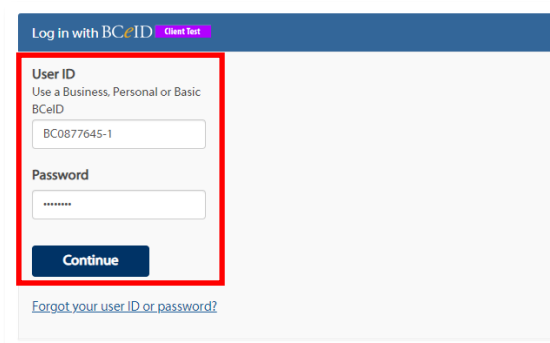 Log in with BCeID Client Test
User ID
Use a Business, Personal or Basic
BCeID
BC0877645-1
Password
••••••••
Continue
Forgot your user ID or password?